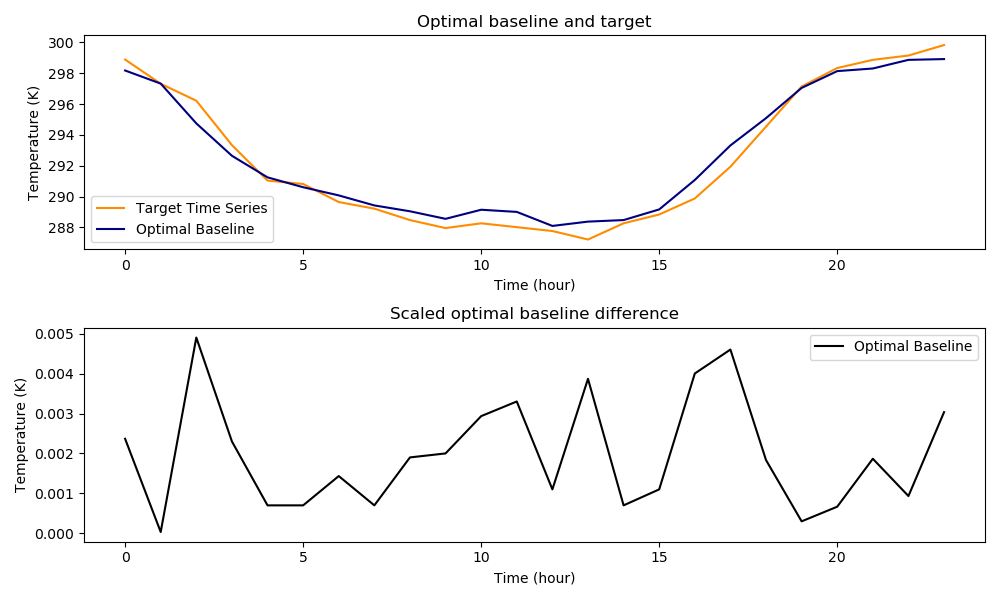 Optimal baseline and target
Temperature (K)
300
298
296
294
292
290
288
Target Time Series
Optimal Baseline
0 5 10 15 20
Time (hour)
Scaled optimal baseline difference
Temperature (K)
0.005
0.004
0.003
0.002
0.001
0.000
Optimal Baseline
0 5 10 15 20
Time (hour)